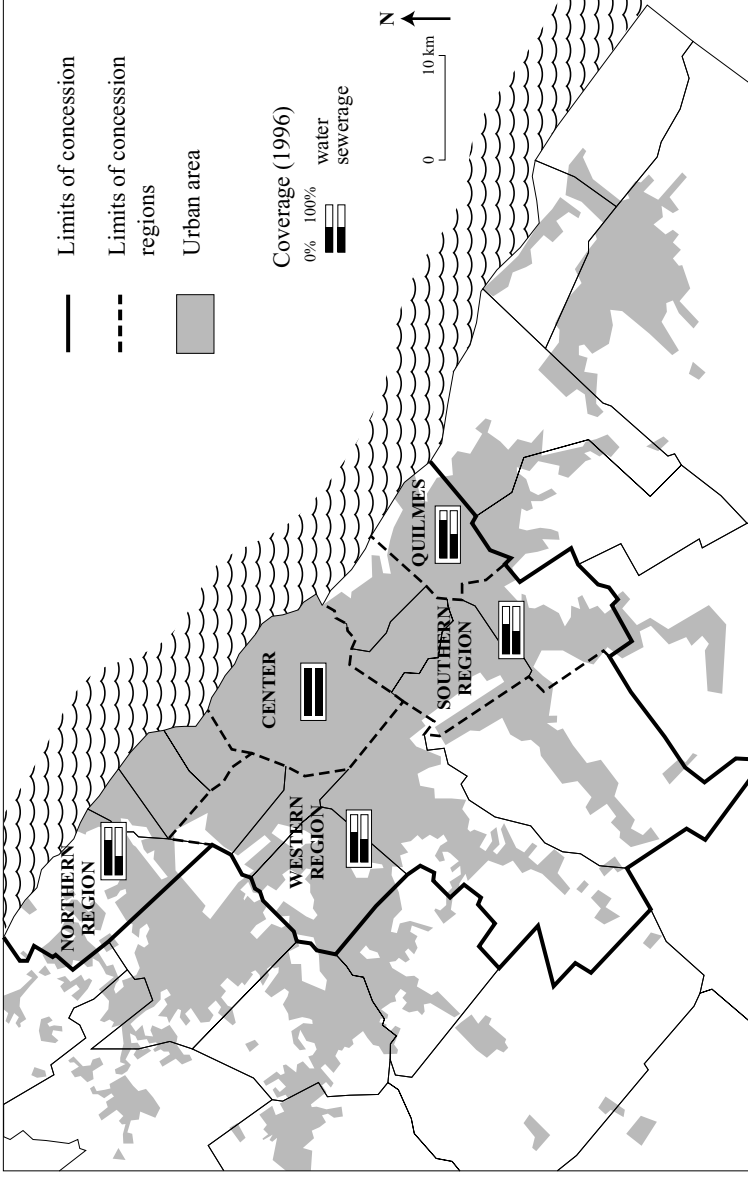 N
0 10 km
Limits of concession
Limits of concession
regions
Urban area
Coverage (1996)
0% 100%
water
sewerage
NORTHERN
REGION
WESTERN
REGION
CENTER
SOUTHERN
REGION
QUILMES